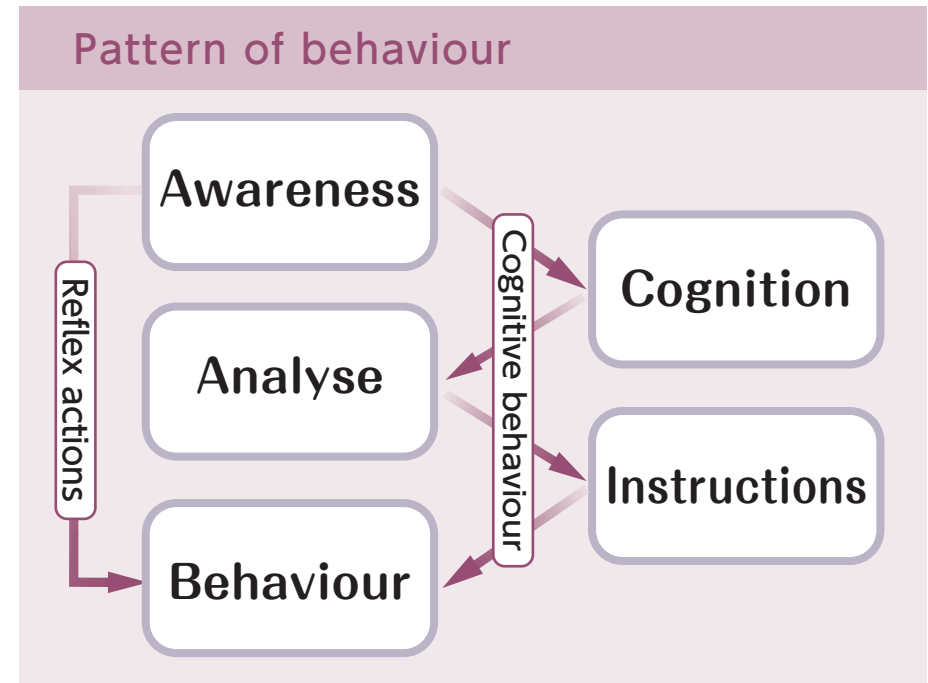 Pattern of behaviour
Awareness
Cognition
Analyse
Instructions
Behaviour
Reflex actions
Cognitive behaviour